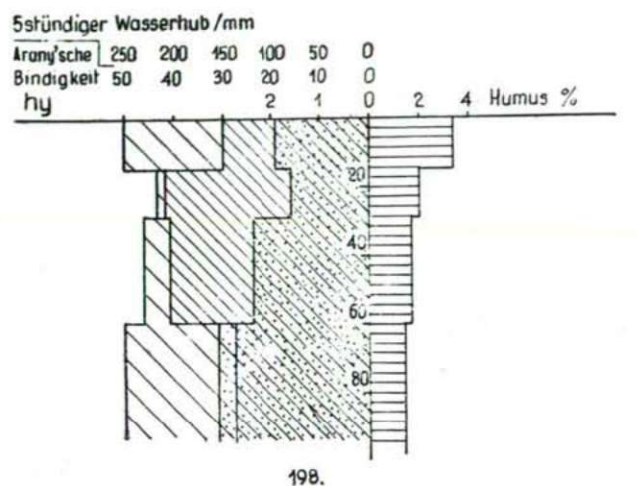 5stündiger Wasserhub/mm
Arany'sche 250 200 150 100 50 0
Bindigkeit 50 40 30 20 10 0
hy 2 1 0 2 4 Humus %
20
40
60
80
198.